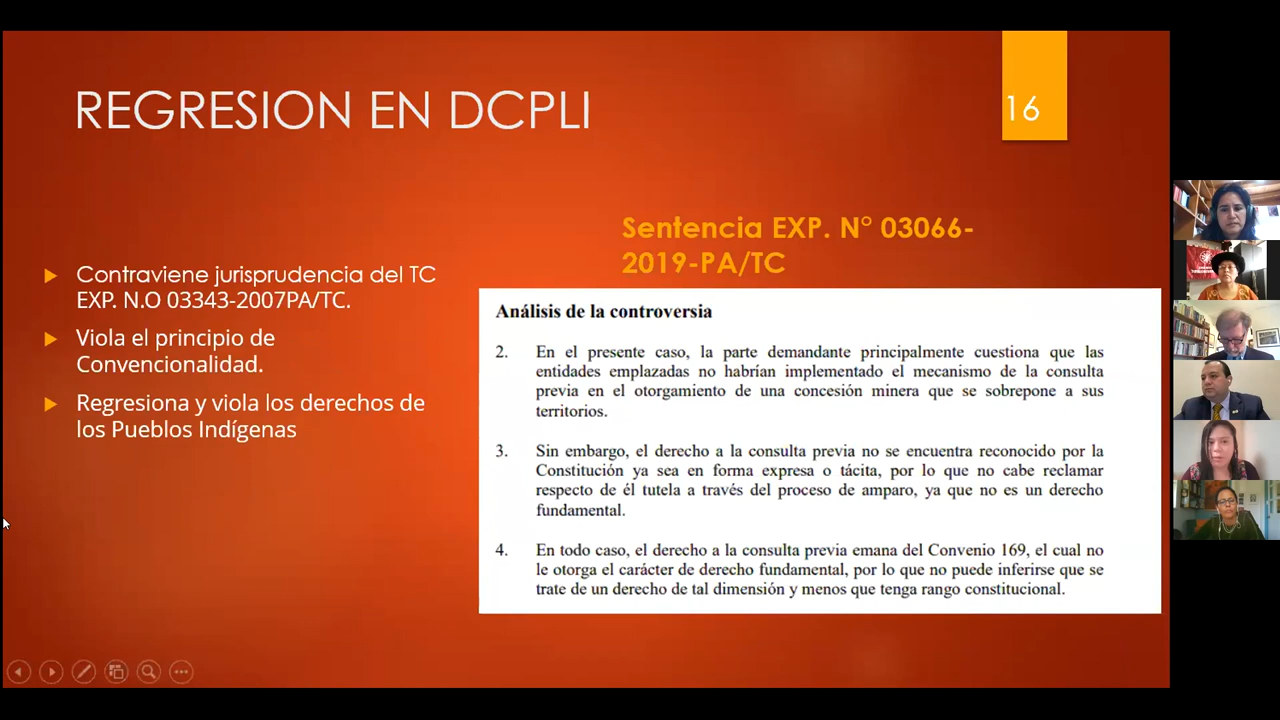 REGRESION EN DCPLI
16
Contraviene jurisprudencia del TC
EXP. N.O 03343-2007PA/TC.
Viola el principio de
Convencionalidad.
Regresiona y viola los derechos de
los Pueblos Indígenas
Sentencia EXP. N° 03066-
2019-PA/TC
Análisis de la controversia
2. En el presente caso, la parte demandante principalmente cuestiona que las
entidades emplazadas no habrían implementado el mecanismo de la consulta
previa en el otorgamiento de una concesión minera que se sobrepone a sus
territorios.
3. Sin embargo, el derecho a la consulta previa no se encuentra reconocido por la
Constitución ya sea en forma expresa o tácita, por lo que no cabe reclamar
respecto de él tutela a través del proceso de amparo, ya que no es un derecho
fundamental.
4. En todo caso, el derecho a la consulta previa emana del Convenio 169, el cual no
le otorga el carácter de derecho fundamental, por lo que no puede inferirse que se
trate de un derecho de tal dimensión y menos que tenga rango constitucional.